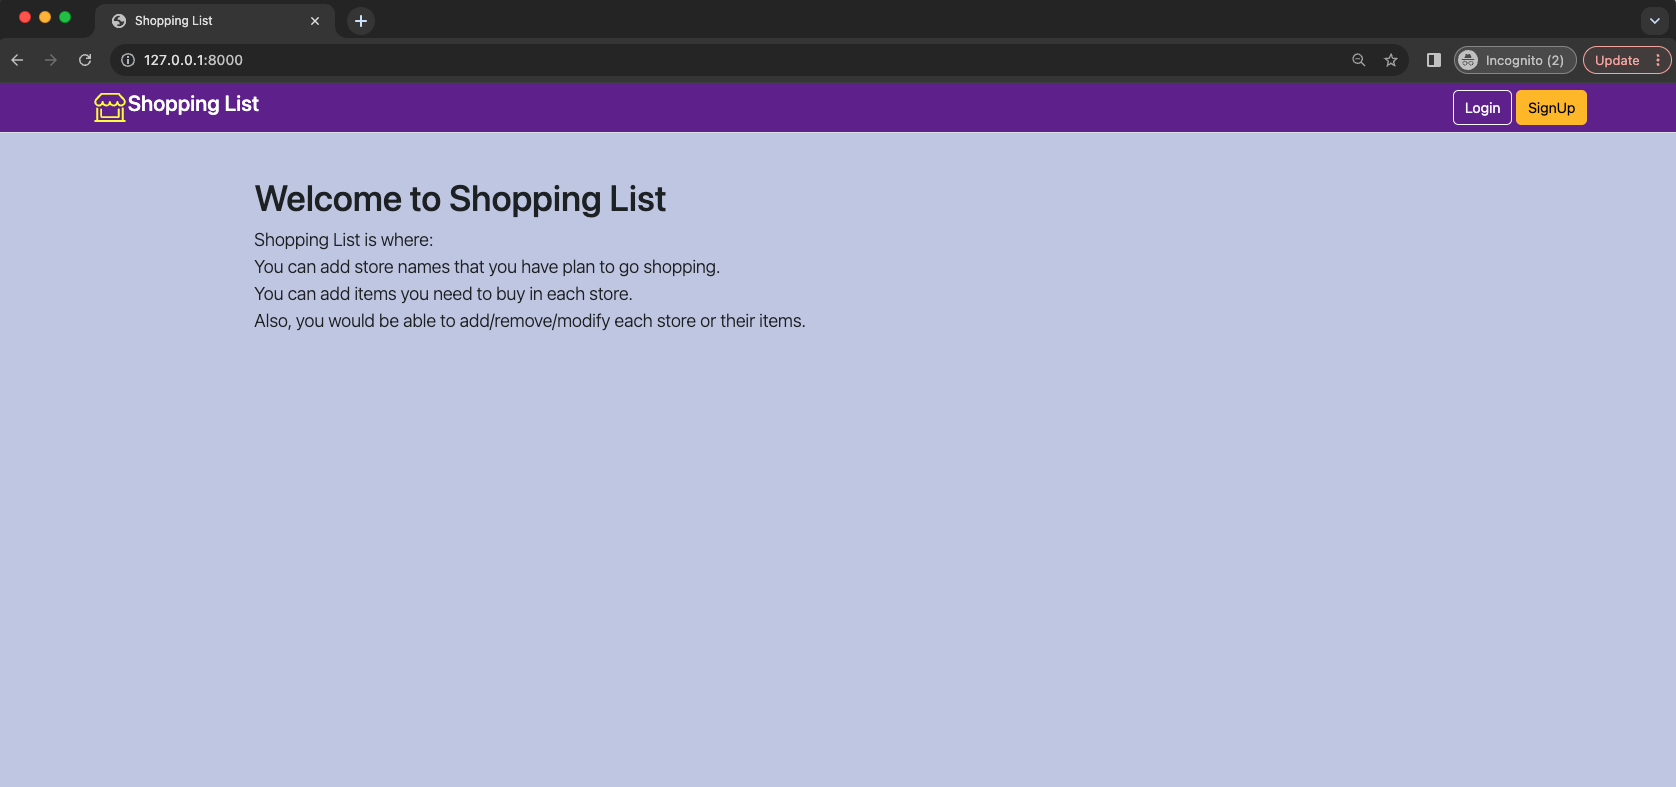 Shopping List
127.0.0.1:8000
Incognito (2)
Update
Shopping List
Login
SignUp
Welcome to Shopping List
Shopping List is where:
You can add store names that you have plan to go shopping.
You can add items you need to buy in each store.
Also, you would be able to add/remove/modify each store or their items.